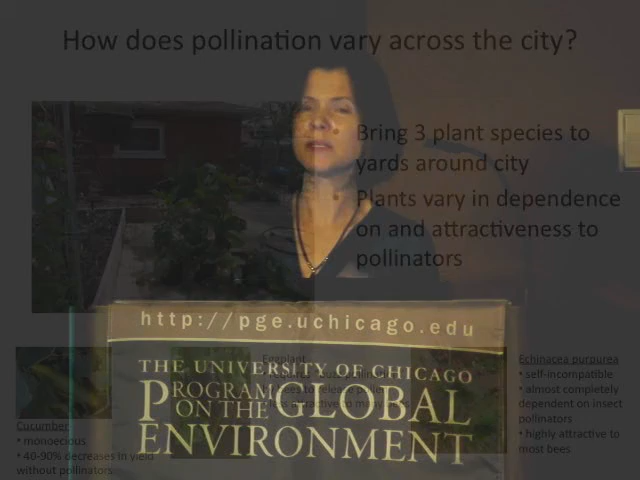 How does pollination vary across the city?
• Bring 3 plant species to
yards around city
• Plants vary in dependence
on and attractiveness to
pollinators
http://pge.uchicago.edu
THE UNIVERSITY OF CHICAGO
PROGRAM ON THE GLOBAL
ENVIRONMENT
Cucumber
• monoecious
• 40-90% decreases in yield
without pollinators
Eggplant
Echinacea purpurea
• self-incompatible
• almost completely
dependent on insect
pollinators
• highly attractive to
most bees